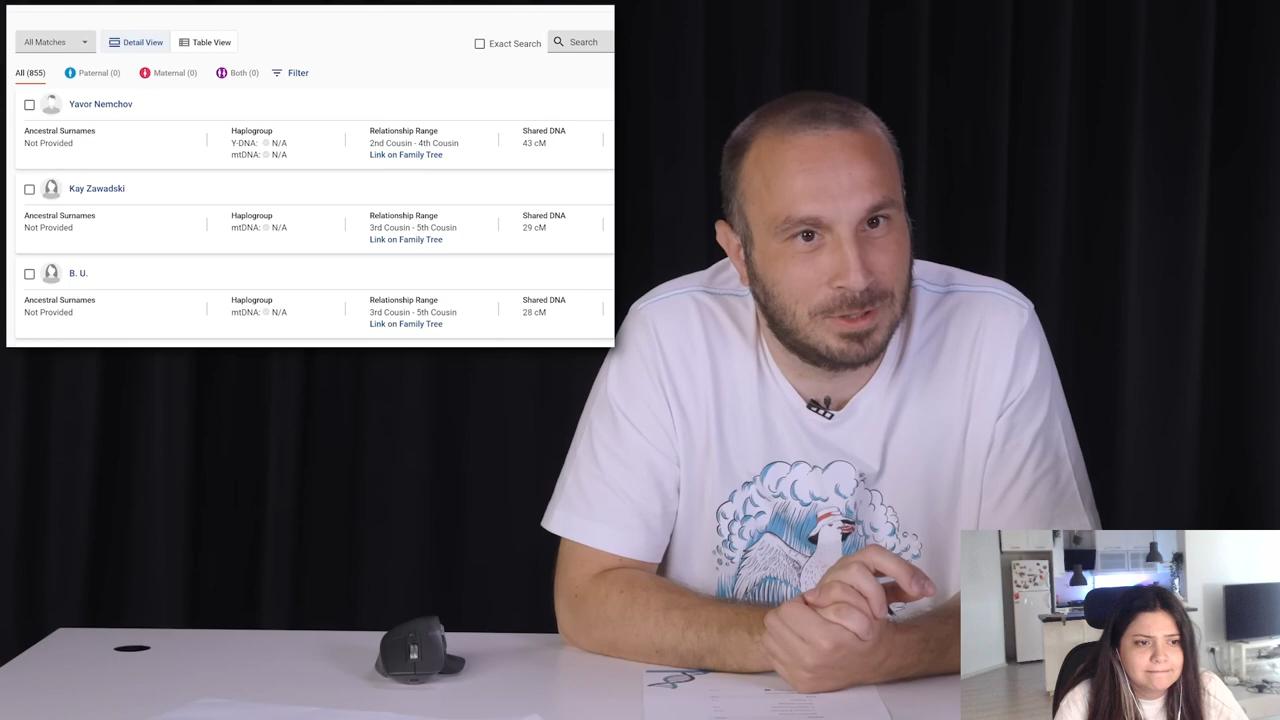 All Matches
Detail View
Table View
Exact Search
Search
All (855)
Paternal (0)
Maternal (0)
Both (0)
Filter
Yavor Nemchov
Ancestral Surnames
Not Provided
Haplogroup
Y-DNA: N/A
mtDNA: N/A
Relationship Range
2nd Cousin - 4th Cousin
Link on Family Tree
Shared DNA
43 cM
Kay Zawadski
Ancestral Surnames
Not Provided
Haplogroup
mtDNA: N/A
Relationship Range
3rd Cousin - 5th Cousin
Link on Family Tree
Shared DNA
29 cM
B. U.
Ancestral Surnames
Not Provided
Haplogroup
mtDNA: N/A
Relationship Range
3rd Cousin - 5th Cousin
Link on Family Tree
Shared DNA
28 cM